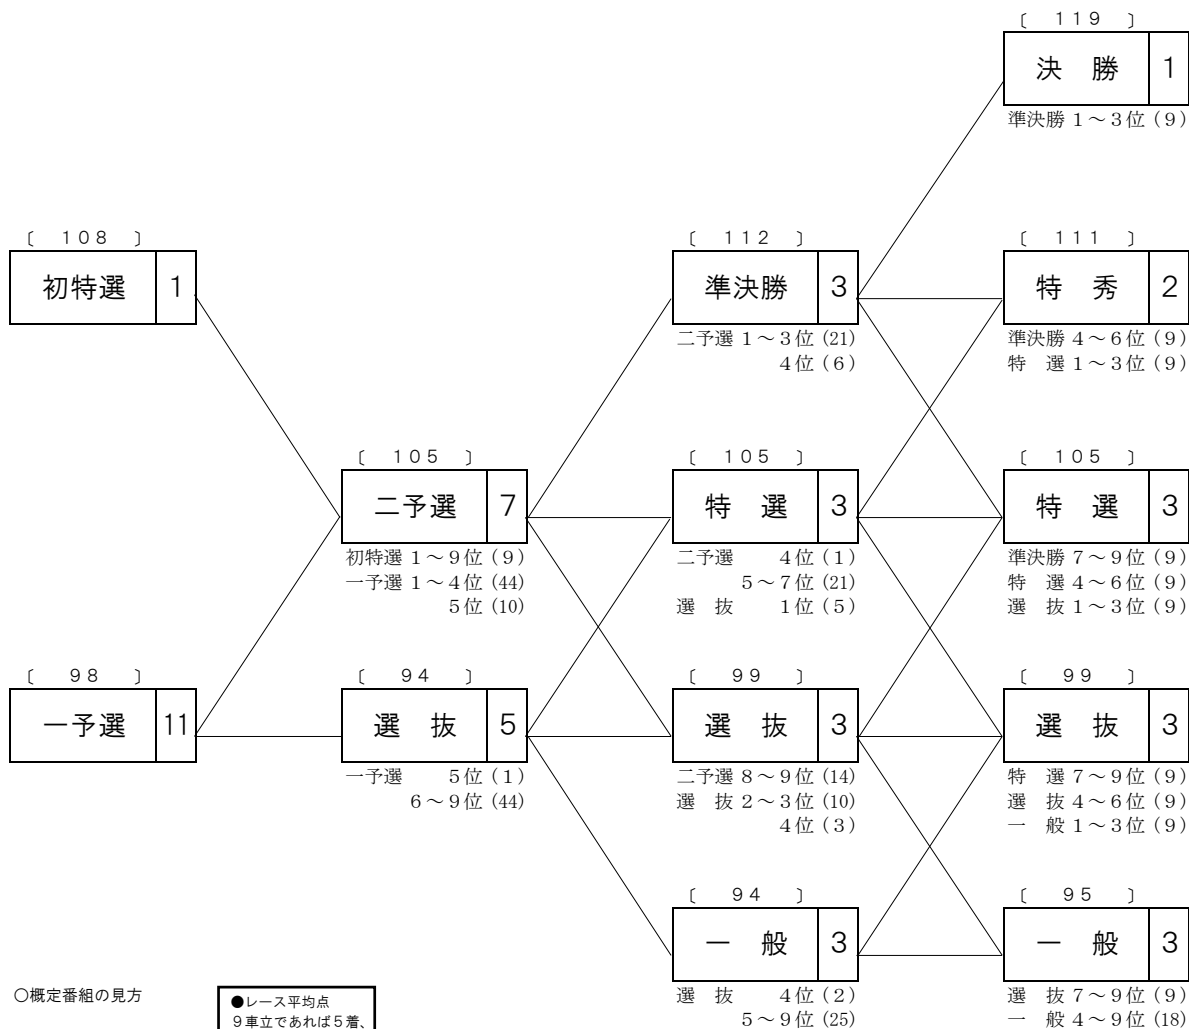 〔 119 〕
決 勝 1
準決勝 1～3位 (9)
〔 108 〕
初特選 1
〔 112 〕
準決勝 3
二予選 1～3位 (21)
4位 (6)
〔 111 〕
特 秀 2
準決勝 4～6位 (9)
特 選 1～3位 (9)
〔 105 〕
二予選 7
初特選 1～9位 (9)
一予選 1～4位 (44)
5位 (10)
〔 105 〕
特 選 3
二予選 4位 (1)
5～7位 (21)
選 抜 1位 (5)
〔 105 〕
特 選 3
準決勝 7～9位 (9)
特 選 4～6位 (9)
選 抜 1～3位 (9)
〔 98 〕
一予選 11
〔 94 〕
選 抜 5
一予選 5位 (1)
6～9位 (44)
〔 99 〕
選 抜 3
二予選 8～9位 (14)
選 抜 2～3位 (10)
4位 (3)
〔 99 〕
選 抜 3
特 選 7～9位 (9)
選 抜 4～6位 (9)
一 般 1～3位 (9)
〔 94 〕
一 般 3
選 抜 4位 (2)
5～9位 (25)
〔 95 〕
一 般 3
選 抜 7～9位 (9)
一 般 4～9位 (18)
○概定番組の見方
●レース平均点
9車立であれば5着、